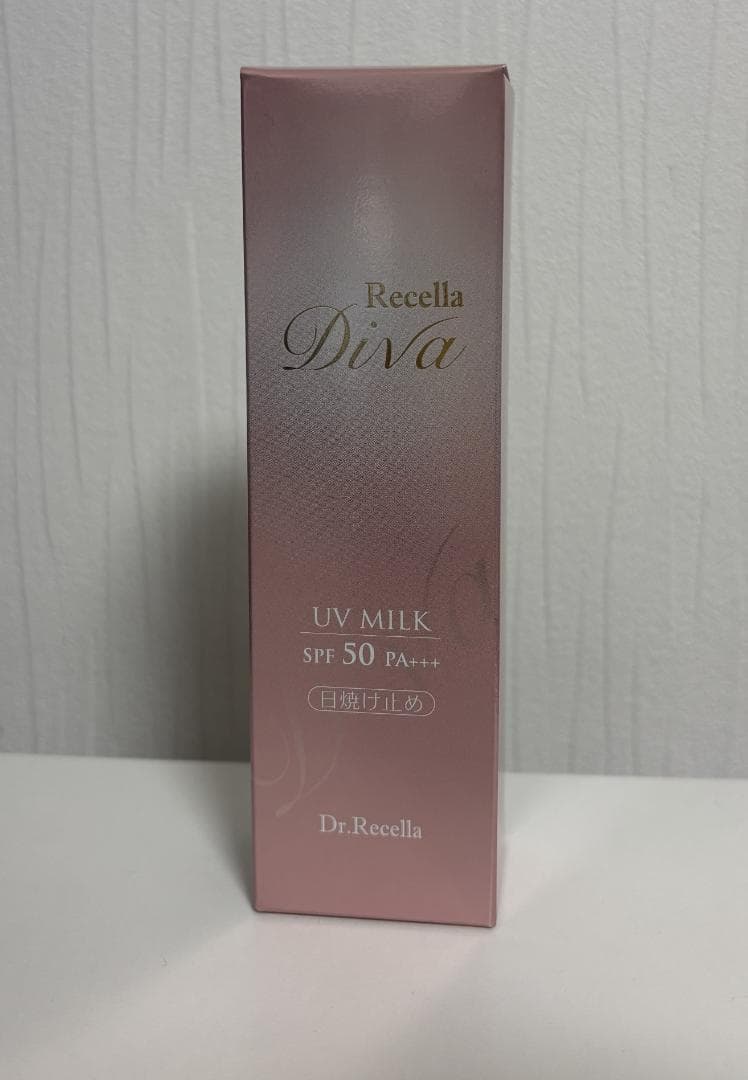 Recella
Diva
UV MILK
SPF 50 PA+++
日焼け止め
Dr.Recella